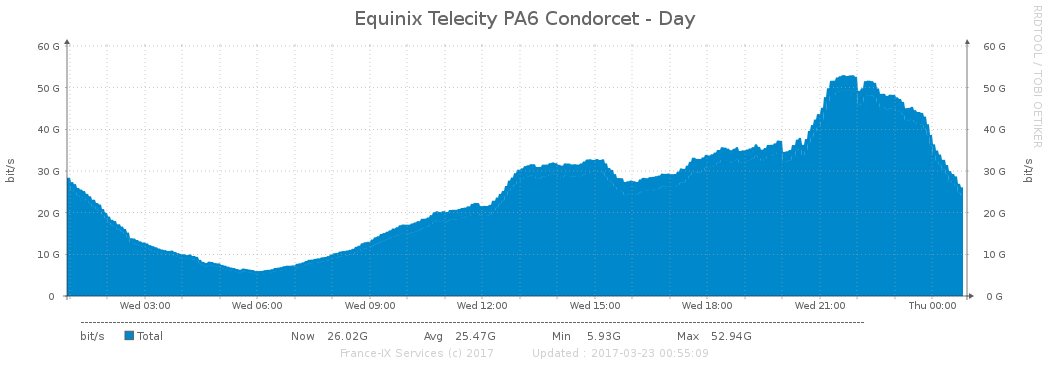 Equinix Telecity PA6 Condorcet - Day
RRDTOOL / TOBI OETIKER
60 G 60 G
50 G 50 G
40 G 40 G
30 G 30 G
20 G 20 G
10 G 10 G
0 0 G
bit/s bit/s
Wed 03:00 Wed 06:00 Wed 09:00 Wed 12:00 Wed 15:00 Wed 18:00 Wed 21:00 Thu 00:00
bit/s Total Now 26.02G Avg 25.47G Min 5.93G Max 52.94G
France-IX Services (c) 2017 Updated : 2017-03-23 00:55:09